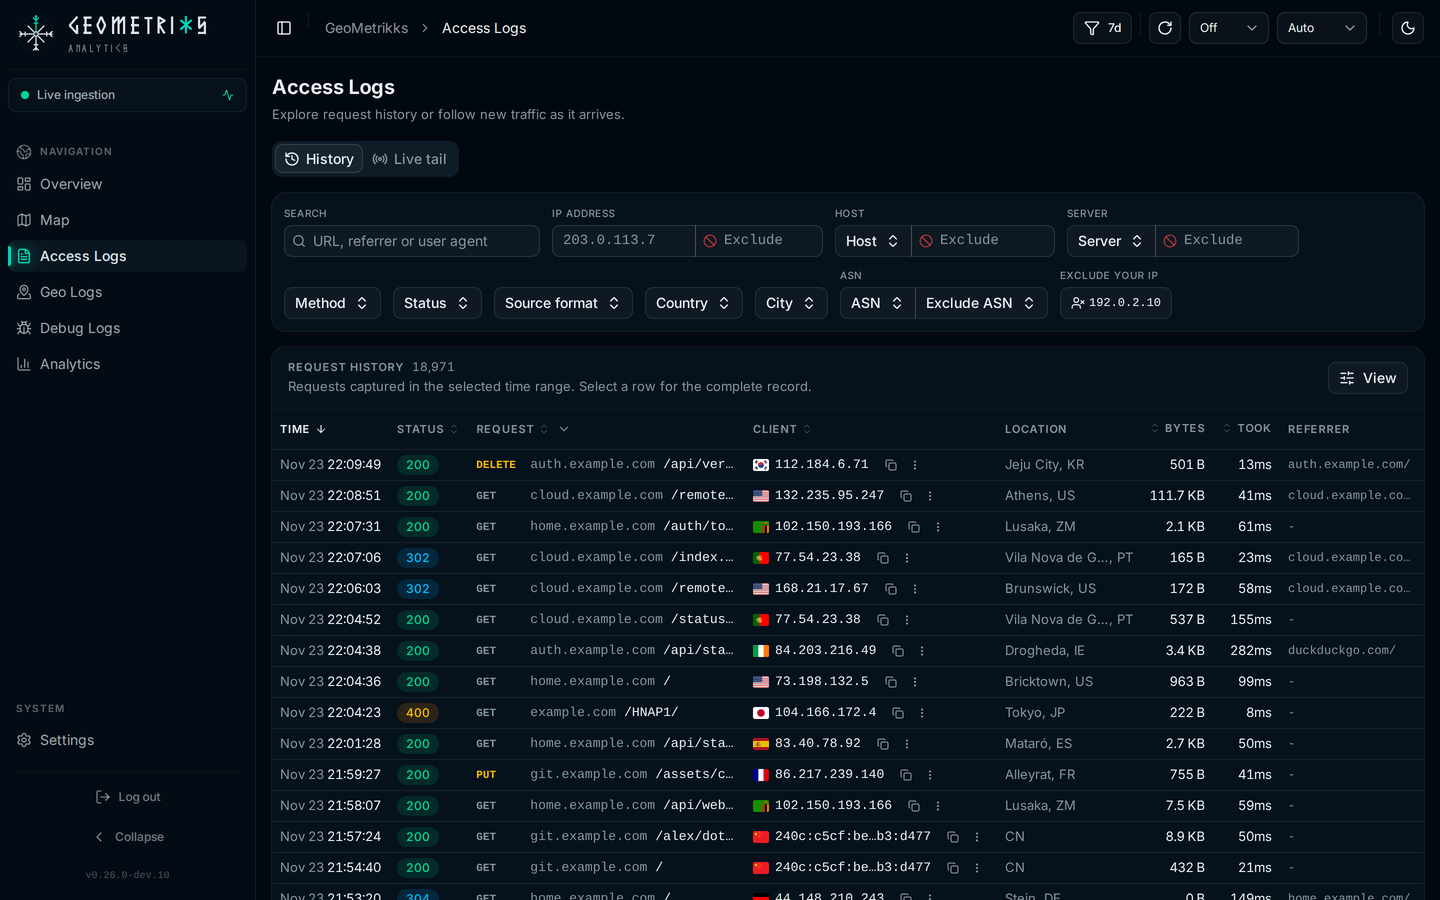 GEOMETRIKS
ANALYTICS
Live ingestion
NAVIGATION
Overview
Map
Access Logs
Geo Logs
Debug Logs
Analytics
SYSTEM
Settings
Log out
Collapse
v0.26.0-dev.10
GeoMetrikks > Access Logs
7d
Off
Auto
Access Logs
Explore request history or follow new traffic as it arrives.
History
Live tail
SEARCH IP ADDRESS HOST SERVER
URL, referrer or user agent 203.0.113.7 Exclude Host Exclude Server Exclude
ASN EXCLUDE YOUR IP
Method Status Source format Country City ASN Exclude ASN 192.0.2.10
REQUEST HISTORY 18,971
Requests captured in the selected time range. Select a row for the complete record.
View
TIME STATUS REQUEST CLIENT LOCATION BYTES TOOK REFERRER
Nov 23 22:09:49 200 DELETE auth.example.com /api/ver… 112.184.6.71 Jeju City, KR 501 B 13ms auth.example.com/
Nov 23 22:08:51 200 GET cloud.example.com /remote… 132.235.95.247 Athens, US 111.7 KB 41ms cloud.example.co…
Nov 23 22:07:31 200 GET home.example.com /auth/to… 102.150.193.166 Lusaka, ZM 2.1 KB 61ms -
Nov 23 22:07:06 302 GET cloud.example.com /index.… 77.54.23.38 Vila Nova de G…, PT 165 B 23ms cloud.example.co…
Nov 23 22:06:03 302 GET cloud.example.com /remote… 168.21.17.67 Brunswick, US 172 B 58ms cloud.example.co…
Nov 23 22:04:52 200 GET cloud.example.com /status… 77.54.23.38 Vila Nova de G…, PT 537 B 155ms -
Nov 23 22:04:38 200 GET auth.example.com /api/sta… 84.203.216.49 Drogheda, IE 3.4 KB 282ms duckduckgo.com/
Nov 23 22:04:36 200 GET home.example.com / 73.198.132.5 Bricktown, US 963 B 99ms -
Nov 23 22:04:23 400 GET example.com /HNAP1/ 104.166.172.4 Tokyo, JP 222 B 8ms -
Nov 23 22:01:28 200 GET home.example.com /api/sta… 83.40.78.92 Mataró, ES 2.7 KB 50ms -
Nov 23 21:59:27 200 PUT git.example.com /assets/c… 86.217.239.140 Alleyrat, FR 755 B 41ms -
Nov 23 21:58:07 200 GET home.example.com /api/web… 102.150.193.166 Lusaka, ZM 7.5 KB 59ms -
Nov 23 21:57:24 200 GET git.example.com /alex/dot… 240c:c5cf:be…b3:d477 CN 8.9 KB 50ms -
Nov 23 21:54:40 200 GET git.example.com / 240c:c5cf:be…b3:d477 CN 432 B 21ms -
Nov 23 21:53:20 304 GET home.example.com / 44.148.210.243 Stein, DE 0 B 149ms home.example.com/